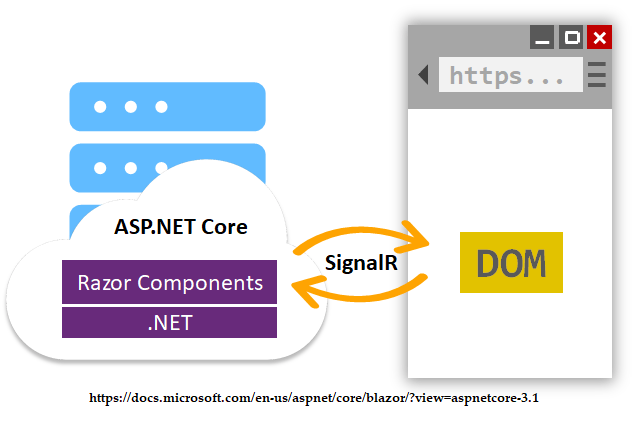 https...
ASP.NET Core
SignalR
DOM
Razor Components
.NET
https://docs.microsoft.com/en-us/aspnet/core/blazor/?view=aspnetcore-3.1